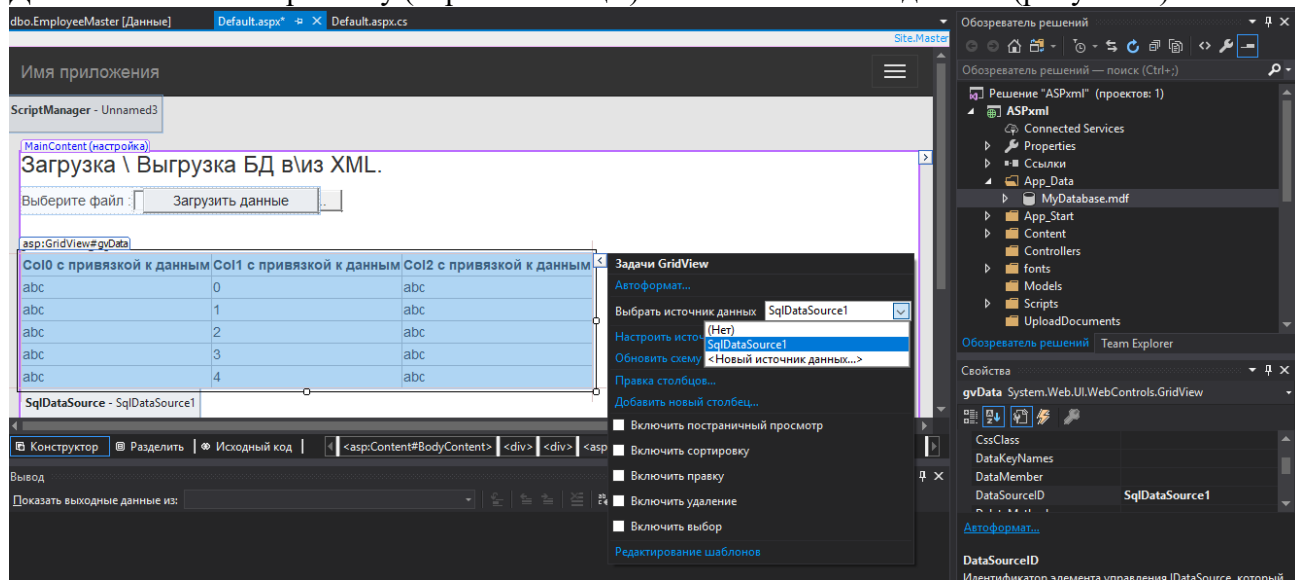 dbo.EmployeeMaster [Данные] Default.aspx* Default.aspx.cs
Site.Master
Имя приложения
ScriptManager - Unnamed3
MainContent (настройка)
Загрузка \ Выгрузка БД в\из XML.
Выберите файл : Загрузить данные ..
asp:GridView#gvData
Col0 с привязкой к данным Col1 с привязкой к данным Col2 с привязкой к данным
abc 0 abc
abc 1 abc
abc 2 abc
abc 3 abc
abc 4 abc
SqlDataSource - SqlDataSource1
Задачи GridView
Автоформат...
Выбрать источник данных SqlDataSource1
(Нет)
SqlDataSource1
<Новый источник данных...>
Настроить исто
Обновить схему
Правка столбцов...
Добавить новый столбец...
Включить постраничный просмотр
Включить сортировку
Включить правку
Включить удаление
Включить выбор
Редактирование шаблонов
Конструктор Разделить Исходный код <asp:Content#BodyContent> <div> <div> <asp
Вывод
Показать выходные данные из:
Обозреватель решений
Обозреватель решений — поиск (Ctrl+;)
Решение "ASPxml" (проектов: 1)
ASPxml
Connected Services
Properties
Ссылки
App_Data
MyDatabase.mdf
App_Start
Content
Controllers
fonts
Models
Scripts
UploadDocuments
Обозреватель решений Team Explorer
Свойства
gvData System.Web.UI.WebControls.GridView
CssClass
DataKeyNames
DataMember
DataSourceID SqlDataSource1
Автоформат...
DataSourceID
Идентификатор элемента управления IDataSource, который